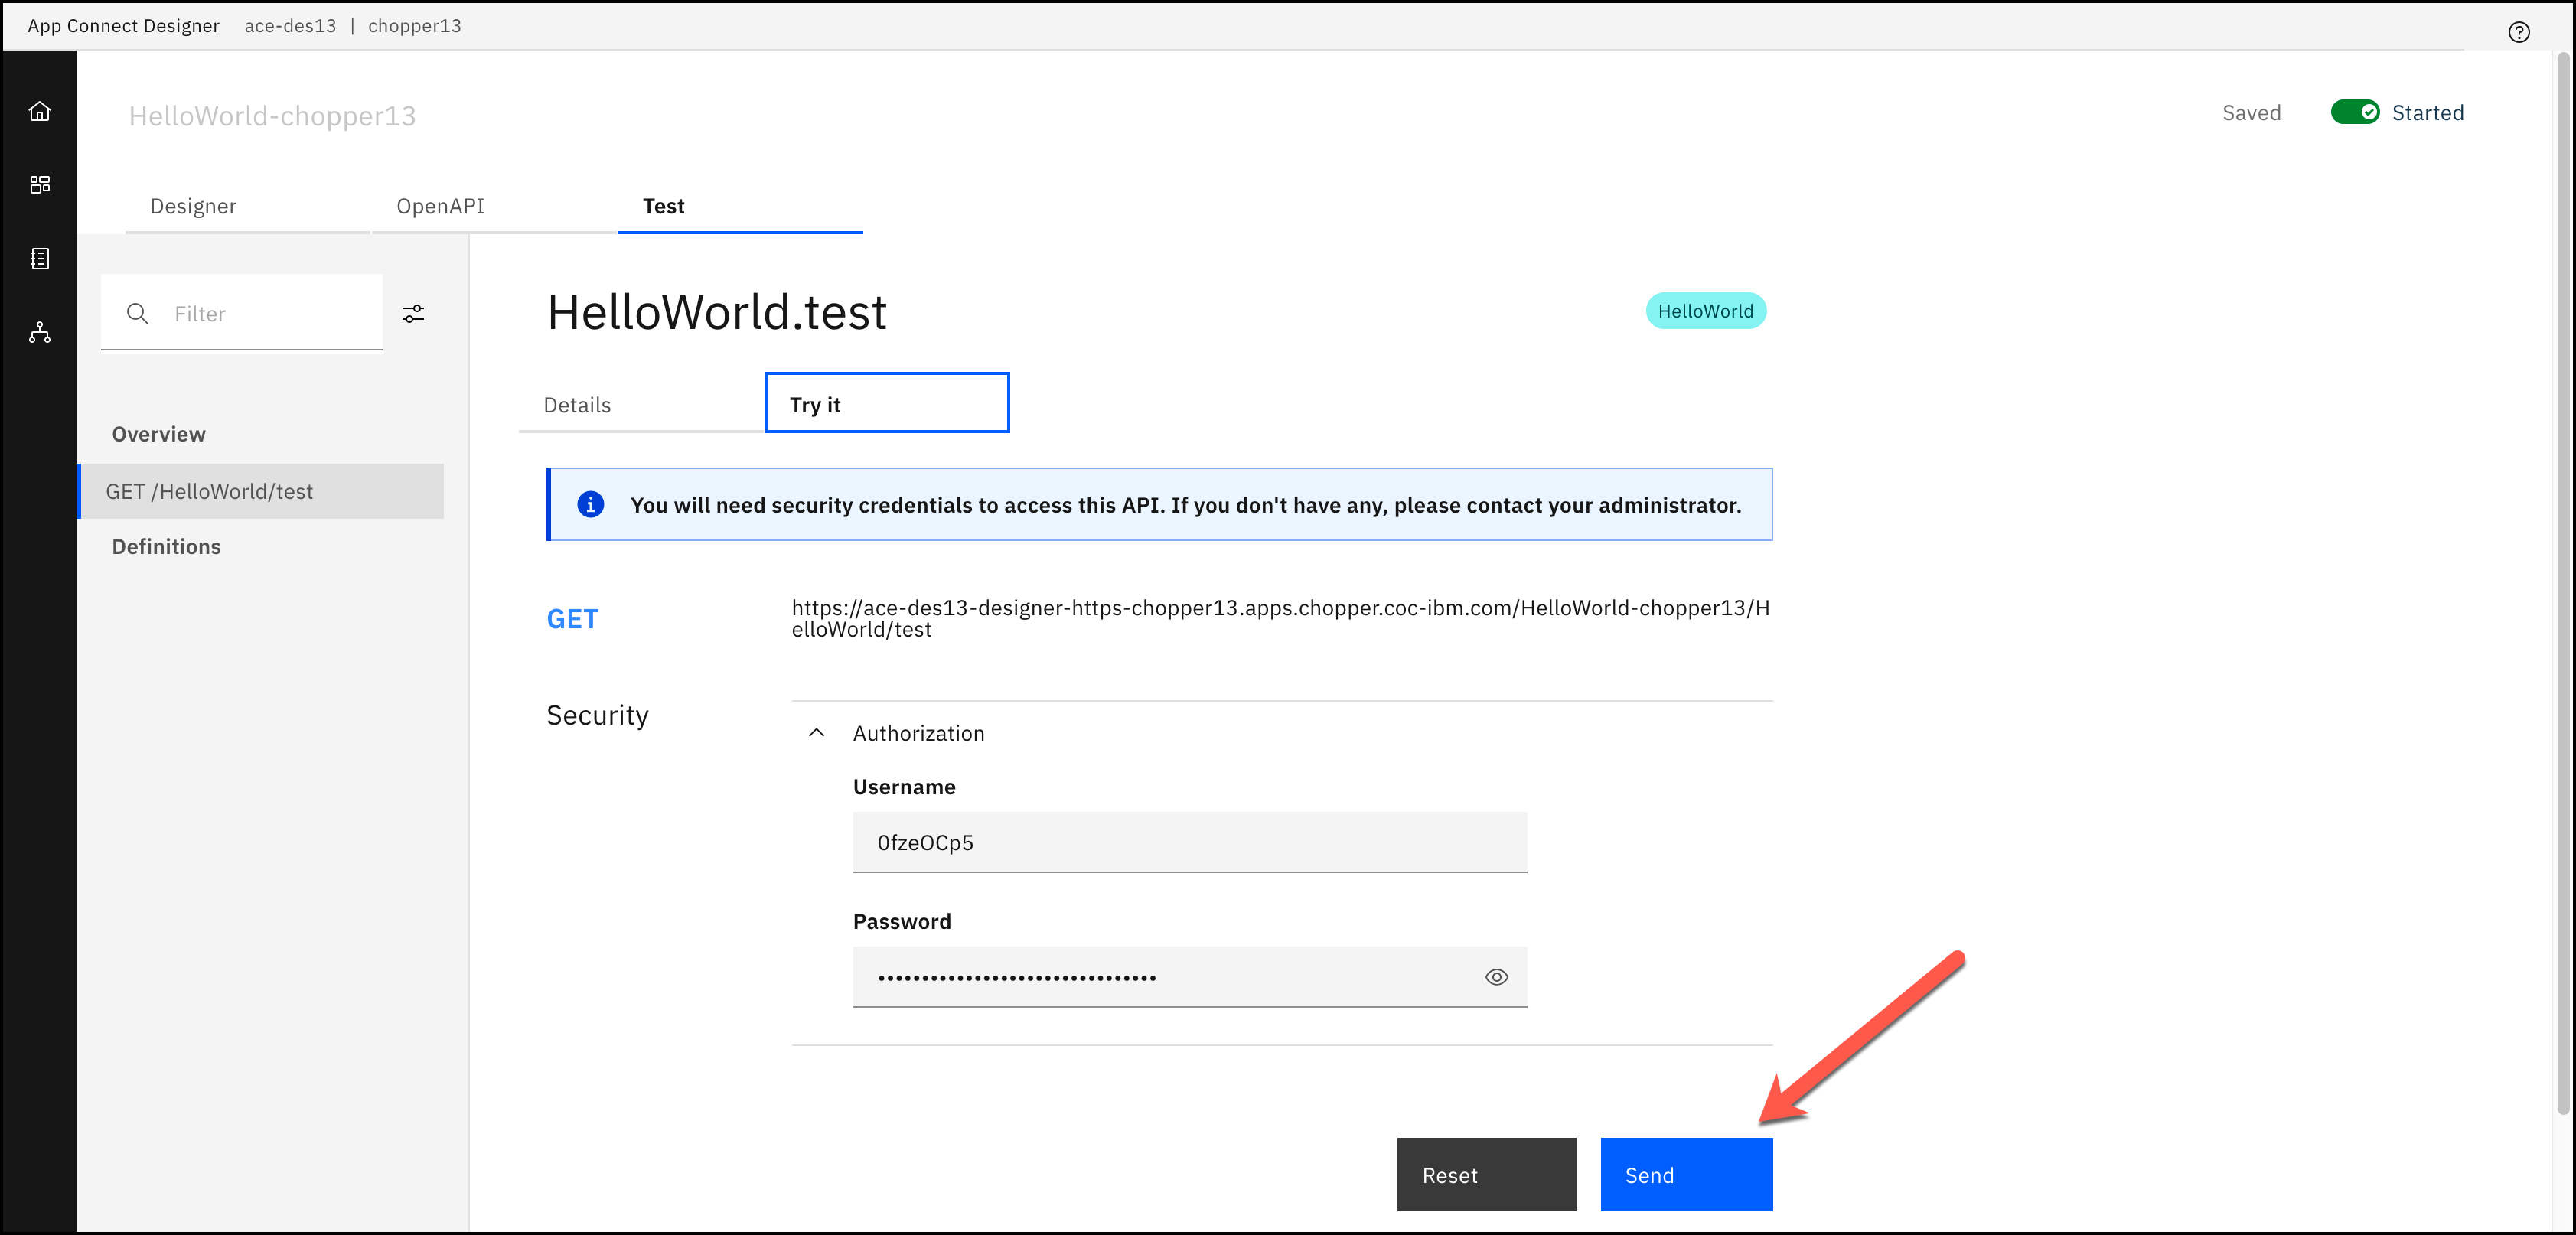 App Connect Designer ace-des13 | chopper13
HelloWorld-chopper13
Saved
Started
Designer
OpenAPI
Test
Filter
Overview
GET /HelloWorld/test
Definitions
HelloWorld.test
HelloWorld
Details
Try it
You will need security credentials to access this API. If you don't have any, please contact your administrator.
GET
https://ace-des13-designer-https-chopper13.apps.chopper.coc-ibm.com/HelloWorld-chopper13/H
elloWorld/test
Security
Authorization
Username
0fzeOCp5
Password
••••••••••••••••••••••••••••••••
Reset
Send